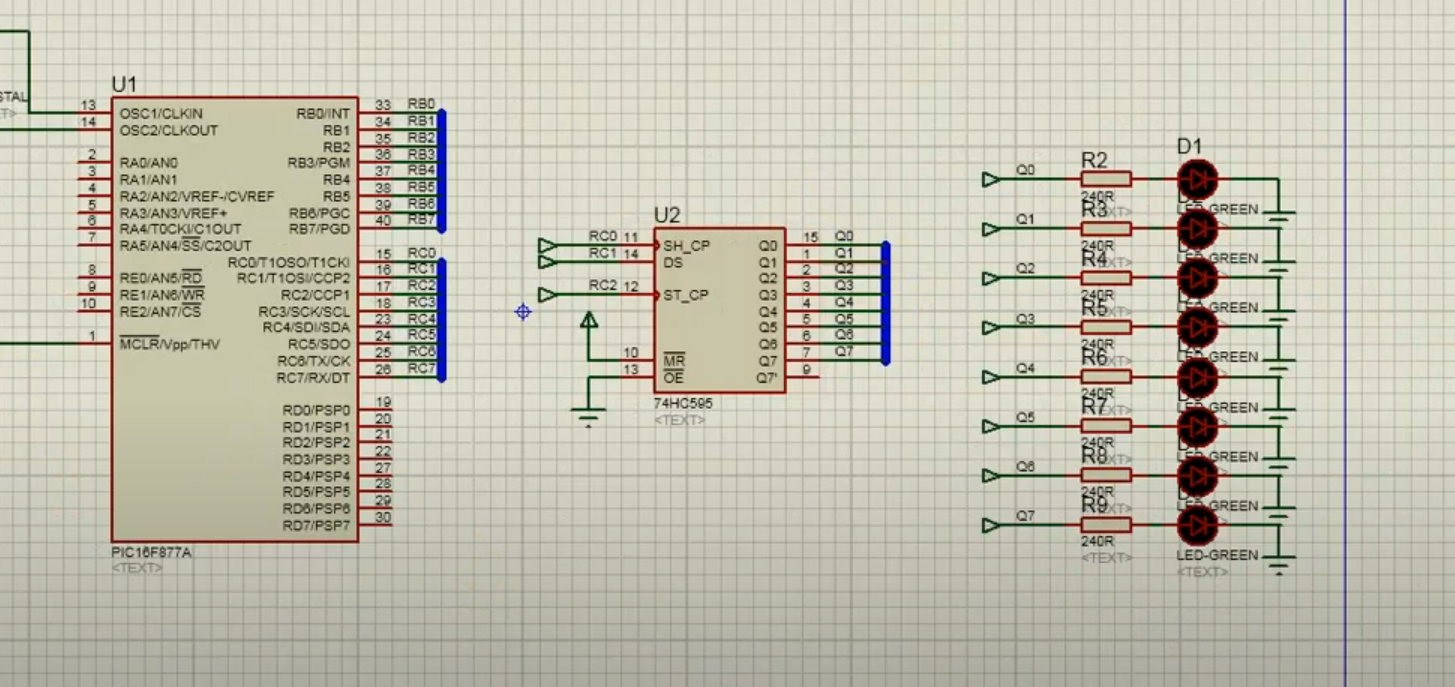 STAL
U1
13 OSC1/CLKIN
14 OSC2/CLKOUT
2 RA0/AN0
3 RA1/AN1
4 RA2/AN2/VREF-/CVREF
5 RA3/AN3/VREF+
6 RA4/T0CKI/C1OUT
7 RA5/AN4/SS/C2OUT
8 RE0/AN5/RD
9 RE1/AN6/WR
10 RE2/AN7/CS
1 MCLR/Vpp/THV
RB0/INT 33 RB0
RB1 34 RB1
RB2 35 RB2
RB3/PGM 36 RB3
RB4 37 RB4
RB5 38 RB5
RB6/PGC 39 RB6
RB7/PGD 40 RB7
RC0/T1OSO/T1CKI 15 RC0
RC1/T1OSI/CCP2 16 RC1
RC2/CCP1 17 RC2
RC3/SCK/SCL 18 RC3
RC4/SDI/SDA 23 RC4
RC5/SDO 24 RC5
RC6/TX/CK 25 RC6
RC7/RX/DT 26 RC7
RD0/PSP0 19
RD1/PSP1 20
RD2/PSP2 21
RD3/PSP3 22
RD4/PSP4 27
RD5/PSP5 28
RD6/PSP6 29
RD7/PSP7 30
PIC16F877A
<TEXT>
U2
RC0 11 SH_CP
RC1 14 DS
RC2 12 ST_CP
10 MR
13 OE
Q0 15 Q0
Q1 1 Q1
Q2 2 Q2
Q3 3 Q3
Q4 4 Q4
Q5 5 Q5
Q6 6 Q6
Q7 7 Q7
Q7' 9
74HC595
<TEXT>
D1
Q0 R2
240R LED-GREEN
Q1 R3
240R LED-GREEN
Q2 R4
240R LED-GREEN
Q3 R5
240R LED-GREEN
Q4 R6
240R LED-GREEN
Q5 R7
240R LED-GREEN
Q6 R8
240R LED-GREEN
Q7 R9
240R LED-GREEN
<TEXT> <TEXT>